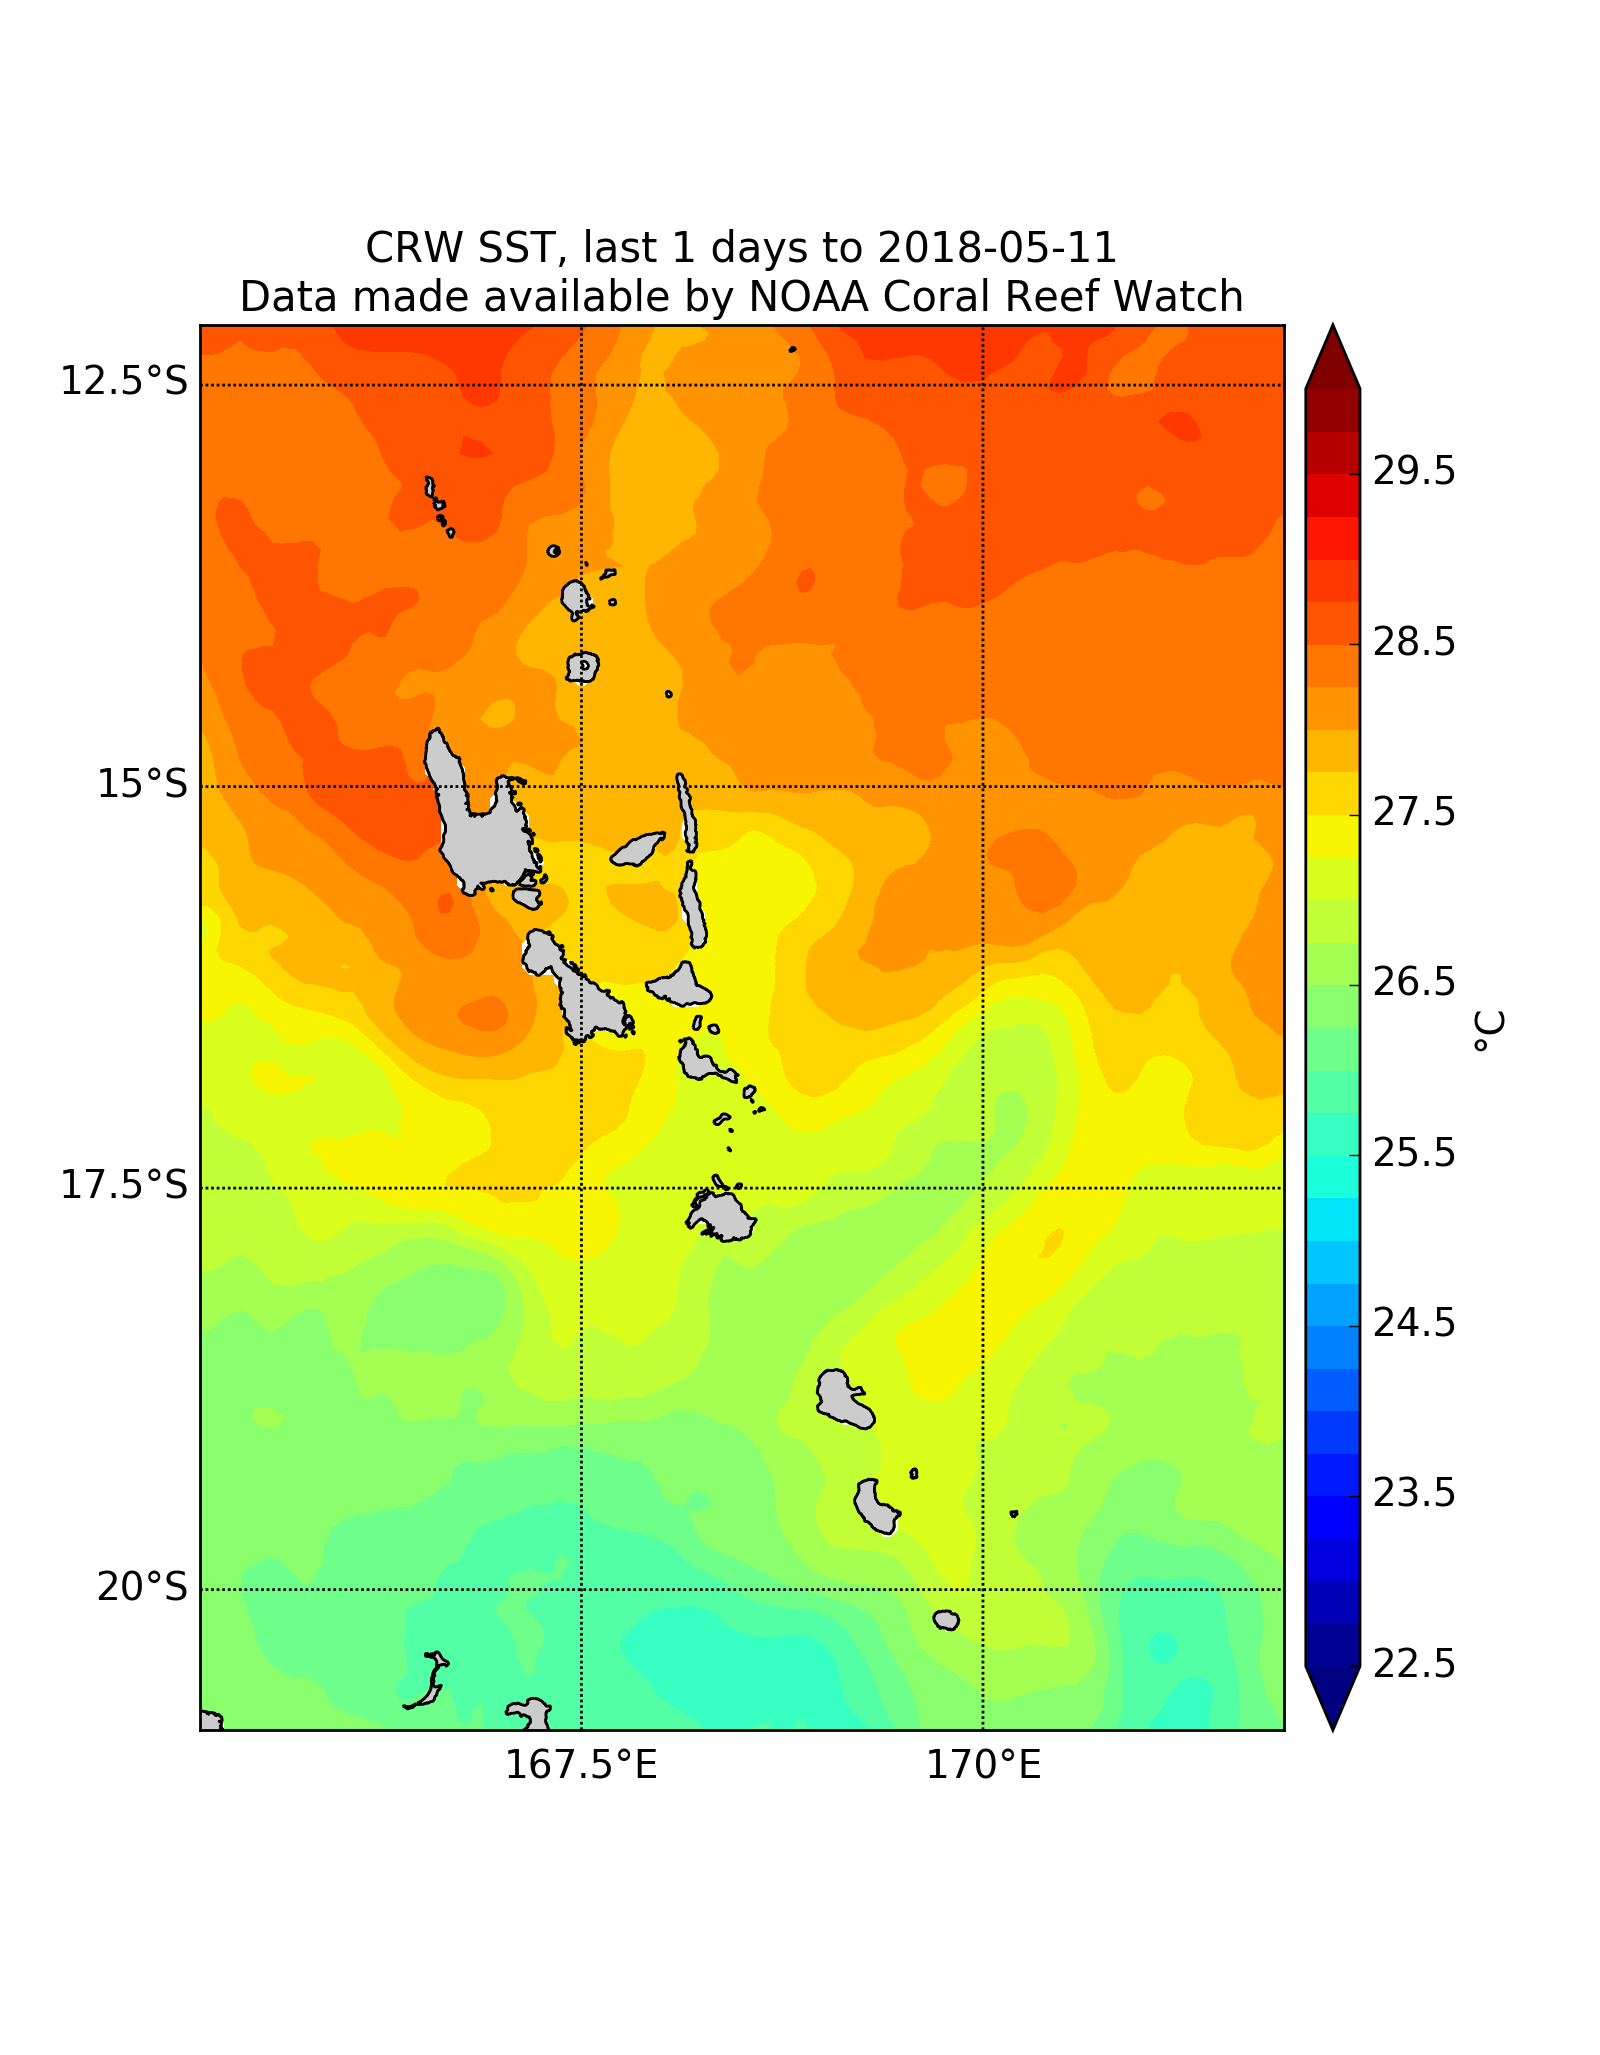 CRW SST, last 1 days to 2018-05-11
Data made available by NOAA Coral Reef Watch
12.5°S
15°S
17.5°S
20°S
167.5°E
170°E
29.5
28.5
27.5
26.5
25.5
24.5
23.5
22.5
°C